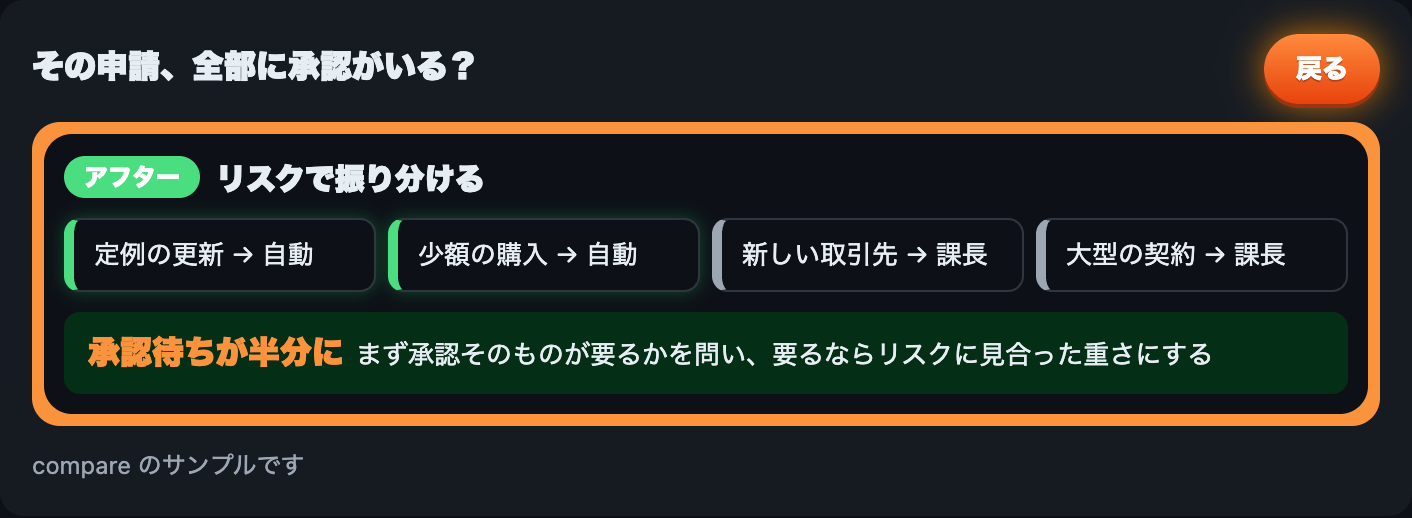 その申請、全部に承認がいる？
戻る
アフター リスクで振り分ける
定例の更新 → 自動
少額の購入 → 自動
新しい取引先 → 課長
大型の契約 → 課長
承認待ちが半分に まず承認そのものが要るかを問い、要るならリスクに見合った重さにする
compare のサンプルです